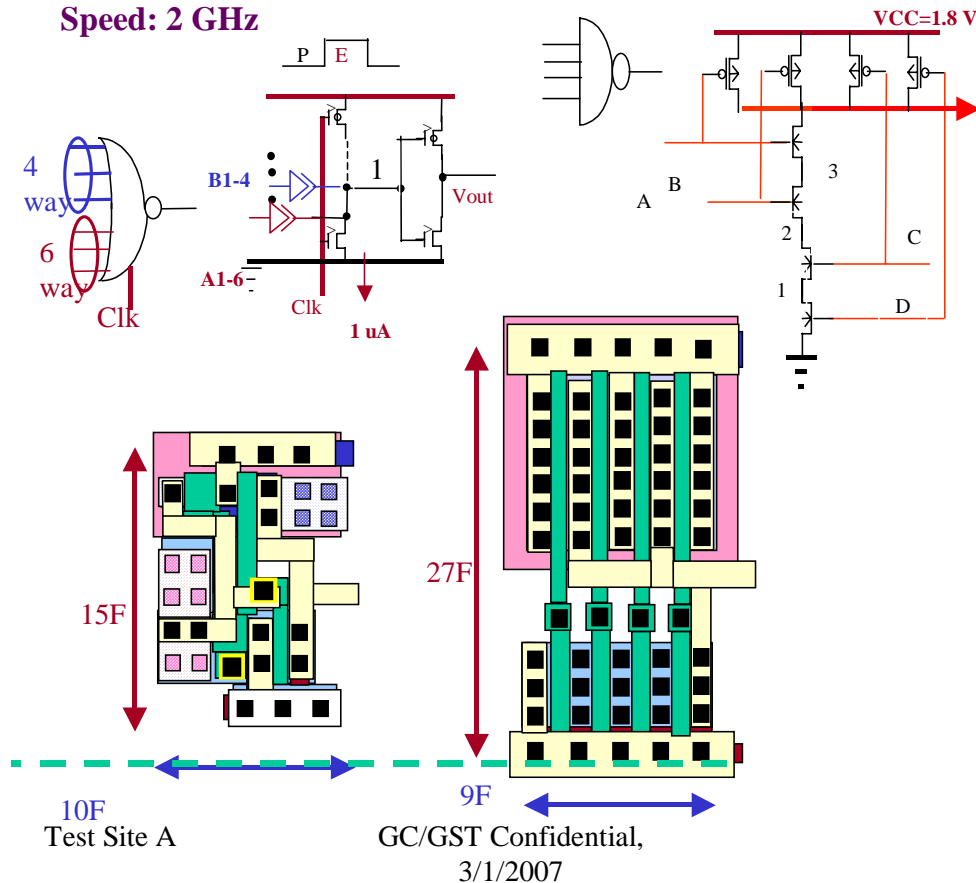 Speed: 2 GHz
VCC=1.8 V
P
E
4
way
6
way
Clk
B1-4
A1-6
1
Vout
Clk
1 uA
A
B
3
2
1
C
D
15F
27F
10F
9F
Test Site A
GC/GST Confidential,
3/1/2007